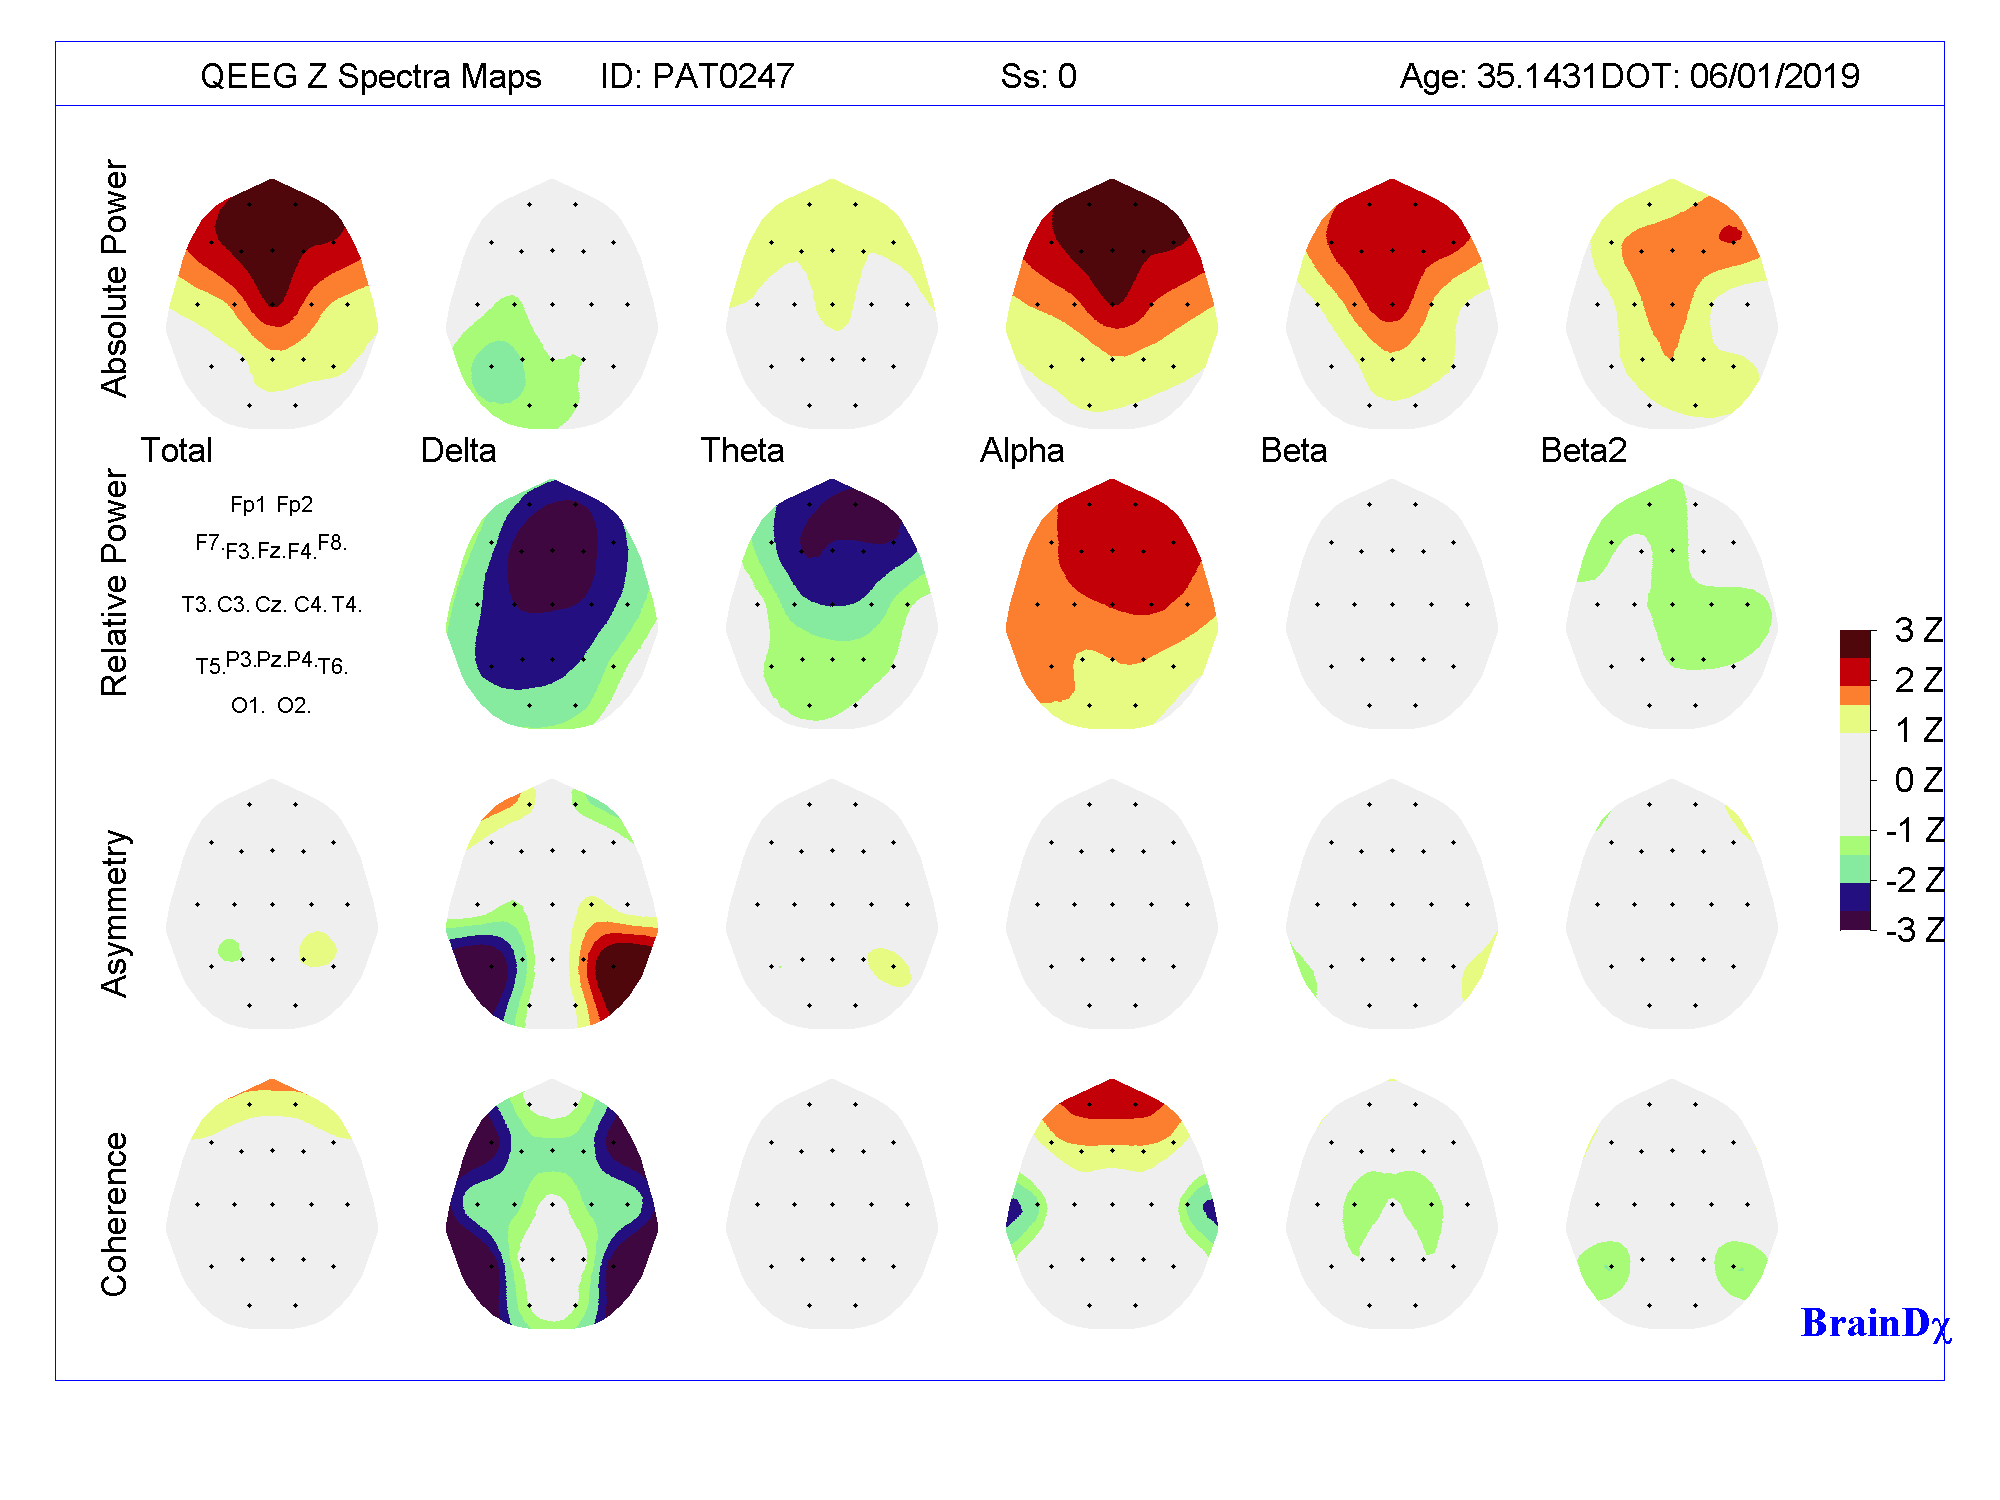 QEEG Z Spectra Maps ID: PAT0247 Ss: 0 Age: 35.1431DOT: 06/01/2019
Absolute Power
Total Delta Theta Alpha Beta Beta2
Relative Power
Fp1 Fp2
F7. F3. Fz. F4. F8.
T3. C3. Cz. C4. T4.
T5. P3. Pz. P4. T6.
O1. O2.
3 Z
2 Z
1 Z
0 Z
-1 Z
-2 Z
-3 Z
Asymmetry
Coherence
BrainDχ